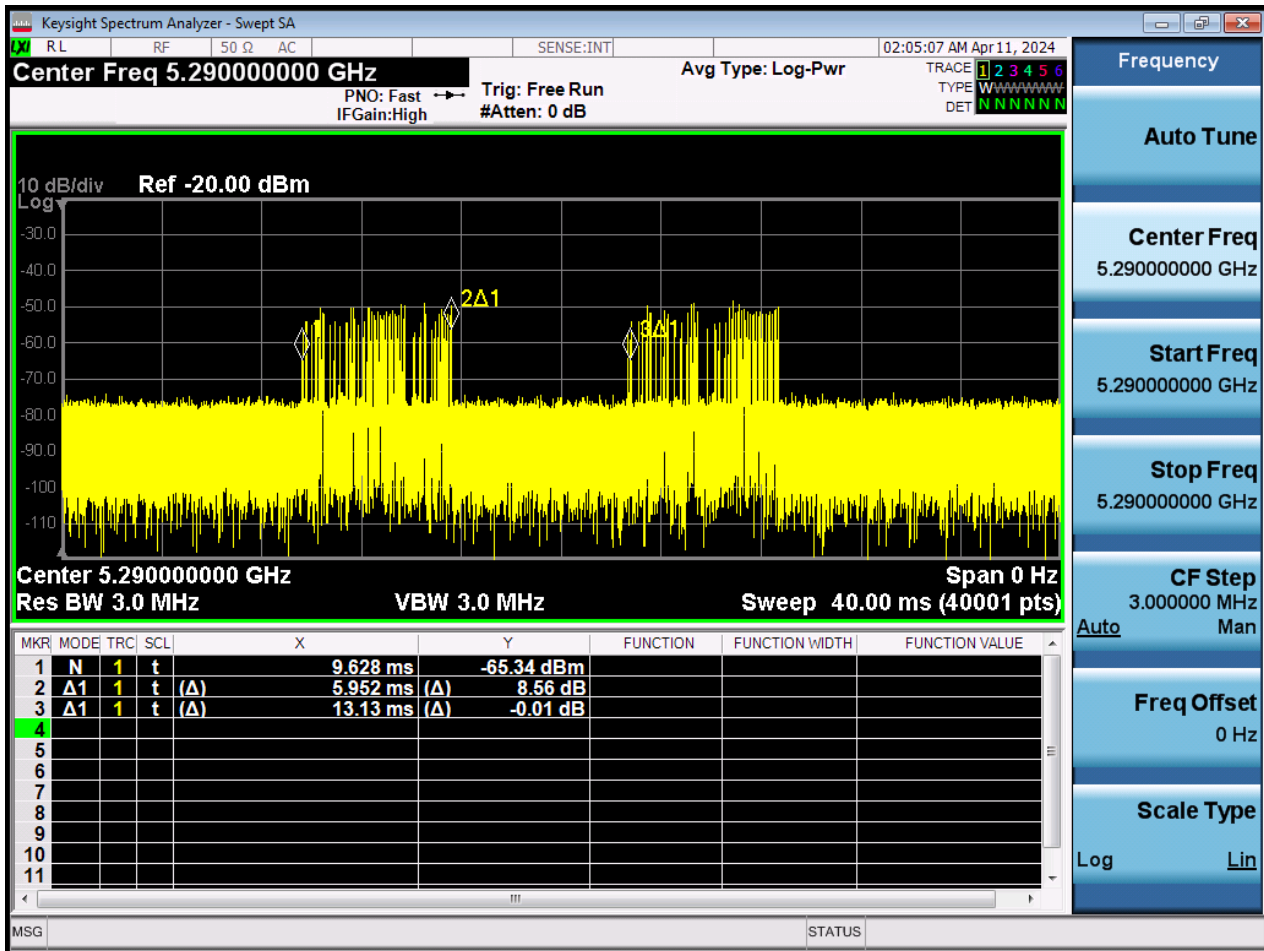 Keysight Spectrum Analyzer - Swept SA
LXI RL RF 50 Ω AC SENSE:INT 02:05:07 AM Apr 11, 2024
Center Freq 5.290000000 GHz
PNO: Fast
IFGain:High
Trig: Free Run
#Atten: 0 dB
Avg Type: Log-Pwr
TRACE 1 2 3 4 5 6
TYPE WWWWWW
DET N N N N N N
10 dB/div Ref -20.00 dBm
Log
-30.0
-40.0
-50.0
-60.0
-70.0
-80.0
-90.0
-100
-110
1
2Δ1
3Δ1
Center 5.290000000 GHz Span 0 Hz
Res BW 3.0 MHz VBW 3.0 MHz Sweep 40.00 ms (40001 pts)
MKR MODE TRC SCL X Y FUNCTION FUNCTION WIDTH FUNCTION VALUE
1 N 1 t 9.628 ms -65.34 dBm
2 Δ1 1 t (Δ) 5.952 ms (Δ) 8.56 dB
3 Δ1 1 t (Δ) 13.13 ms (Δ) -0.01 dB
4
5
6
7
8
9
10
11
MSG STATUS
Frequency
Auto Tune
Center Freq
5.290000000 GHz
Start Freq
5.290000000 GHz
Stop Freq
5.290000000 GHz
CF Step
3.000000 MHz
Auto Man
Freq Offset
0 Hz
Scale Type
Log Lin